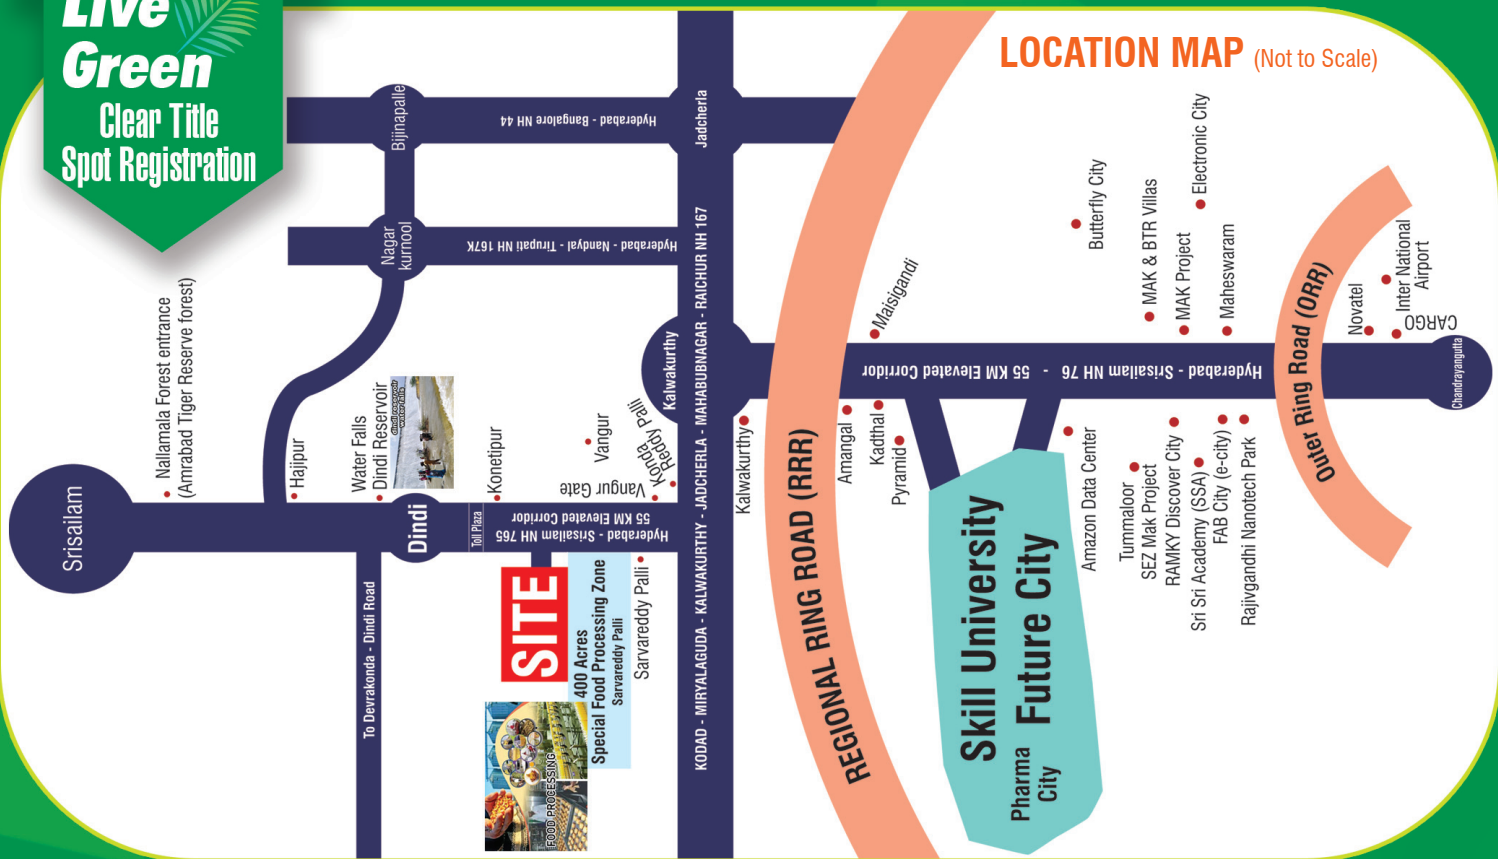 Live
Green
Clear Title
Spot Registration
LOCATION MAP (Not to Scale)
Srisailam
Nallamala Forest entrance
(Amrabad Tiger Reserve forest)
Hajipur
Water Falls
Dindi Reservoir
dindi reservoir
water falls
Dindi
Toll Plaza
Konetipur
Vangur
Vangur Gate
Konda
Reddy Palli
Hyderabad - Srisailam NH 765
55 KM Elevated Corridor
To Devrakonda - Dindi Road
SITE
400 Acres
Special Food Processing Zone
Sarvareddy Palli
Sarvareddy Palli
FOOD PROCESSING
Bijinapalle
Nagar
kurnool
Hyderabad - Bangalore NH 44
Hyderabad - Nandyal - Tirupati NH 167K
Jadcherla
Kalwakurthy
KODAD - MIRYALAGUDA - KALWAKURTHY - JADCHERLA - MAHABUBNAGAR - RAICHUR NH 167
Kalwakurthy
REGIONAL RING ROAD (RRR)
Maisigandi
Amangal
Kadthal
Pyramid
Hyderabad - Srisailam NH 76 - 55 KM Elevated Corridor
Skill University
Future City
Pharma
City
Butterfly City
MAK & BTR Villas
MAK Project
Electronic City
Maheswaram
Amazon Data Center
Tummaloor
SEZ Mak Project
RAMKY Discover City
Sri Sri Academy (SSA)
FAB City (e-city)
Rajivgandhi Nanotech Park
Outer Ring Road (ORR)
Novatel
Inter National
Airport
CARGO
Chandrayangutta